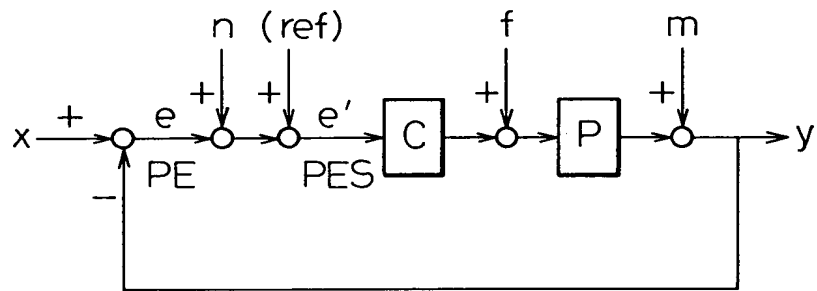 n (ref) f m
+ + + +
x + e e' C P y
PE PES
−